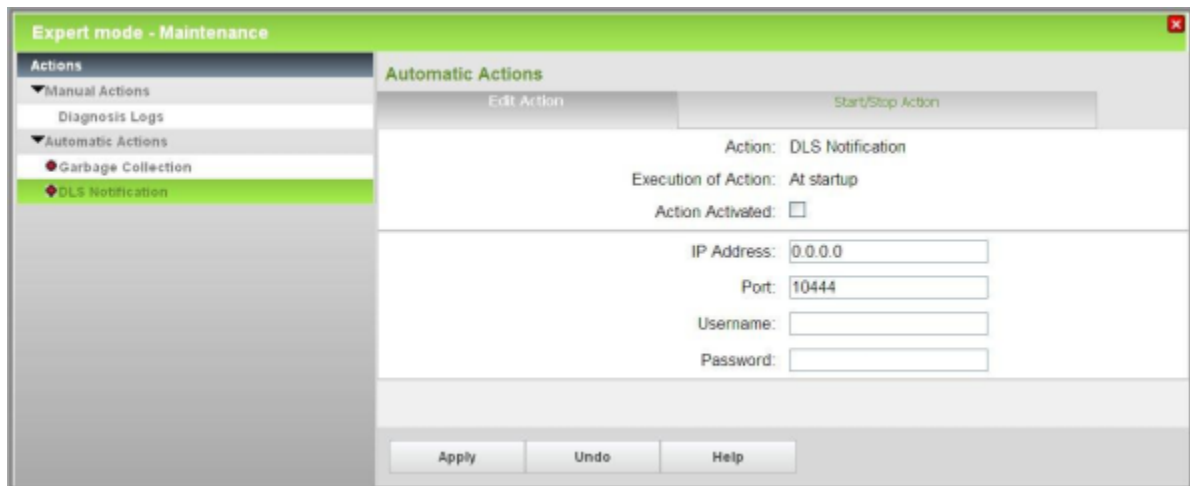 Expert mode - Maintenance
Actions
Manual Actions
Diagnosis Logs
Automatic Actions
Garbage Collection
DLS Notification
Automatic Actions
Edit Action Start/Stop Action
Action: DLS Notification
Execution of Action: At startup
Action Activated:
IP Address: 0.0.0.0
Port: 10444
Username:
Password:
Apply Undo Help